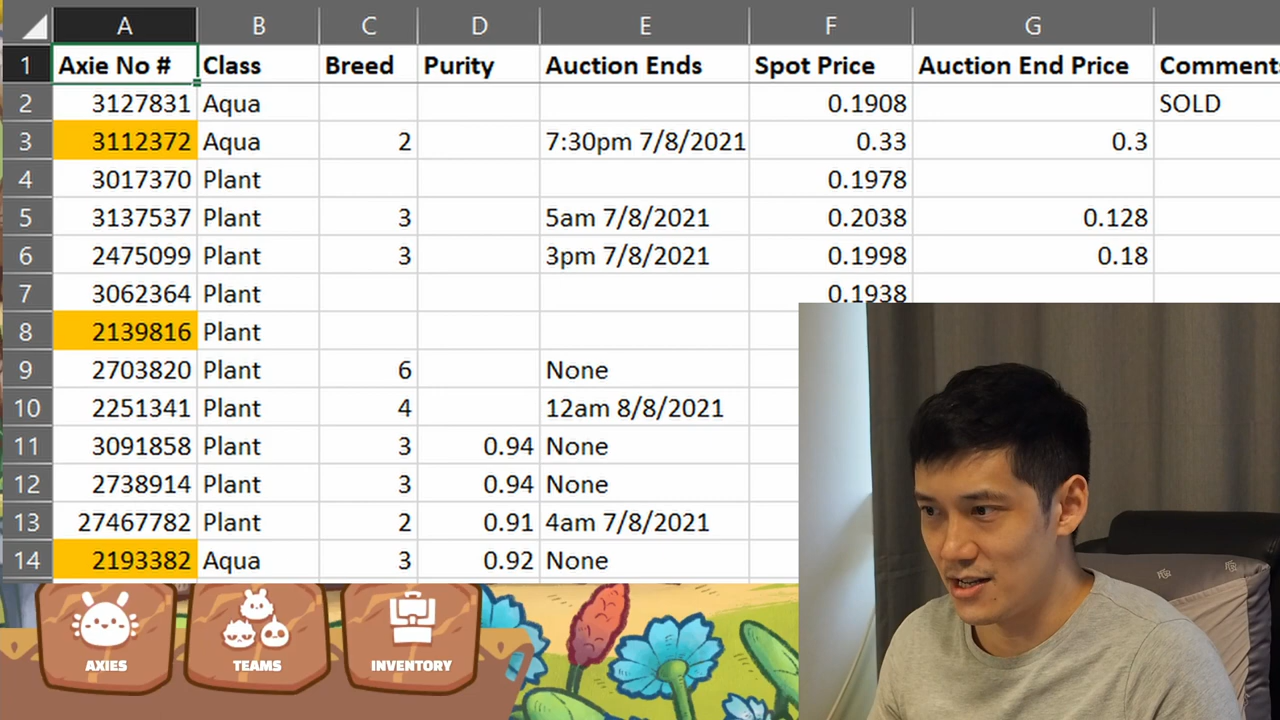 A B C D E F G
1 Axie No # Class Breed Purity Auction Ends Spot Price Auction End Price Comment
2 3127831 Aqua 0.1908 SOLD
3 3112372 Aqua 2 7:30pm 7/8/2021 0.33 0.3
4 3017370 Plant 0.1978
5 3137537 Plant 3 5am 7/8/2021 0.2038 0.128
6 2475099 Plant 3 3pm 7/8/2021 0.1998 0.18
7 3062364 Plant 0.1938
8 2139816 Plant
9 2703820 Plant 6 None
10 2251341 Plant 4 12am 8/8/2021
11 3091858 Plant 3 0.94 None
12 2738914 Plant 3 0.94 None
13 27467782 Plant 2 0.91 4am 7/8/2021
14 2193382 Aqua 3 0.92 None
AXIES TEAMS INVENTORY